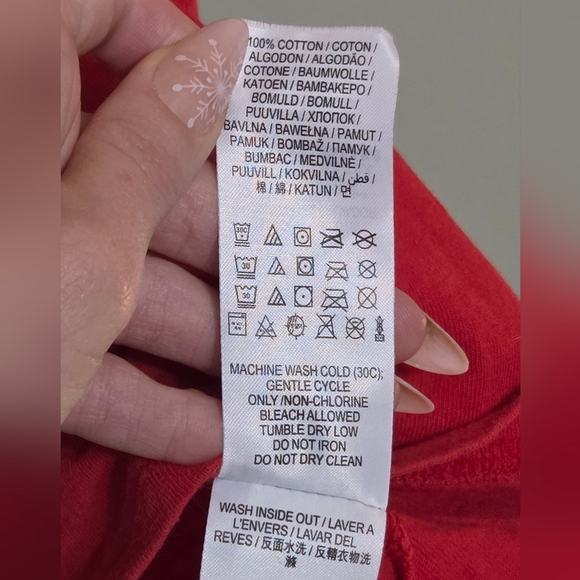 100% COTTON / COTON /
ALGODON / ALGODÃO /
COTONE / BAUMWOLLE /
KATOEN / BAMBAKEPO /
BOMULD / BOMULL /
PUUVILLA / ХЛОПОК /
BAVLNA / BAWEŁNA / PAMUT /
PAMUK / BOMBAŽ / ПАМУК /
BUMBAC / MEDVILNĖ /
PUUVILL / KOKVILNA / قطن /
棉 / 綿 / KATUN / 면
30C
30
30
MACHINE WASH COLD (30C);
GENTLE CYCLE
ONLY /NON-CHLORINE
BLEACH ALLOWED
TUMBLE DRY LOW
DO NOT IRON
DO NOT DRY CLEAN
WASH INSIDE OUT / LAVER A
L'ENVERS / LAVAR DEL
REVES / 反面水洗 / 反轉衣物洗
滌